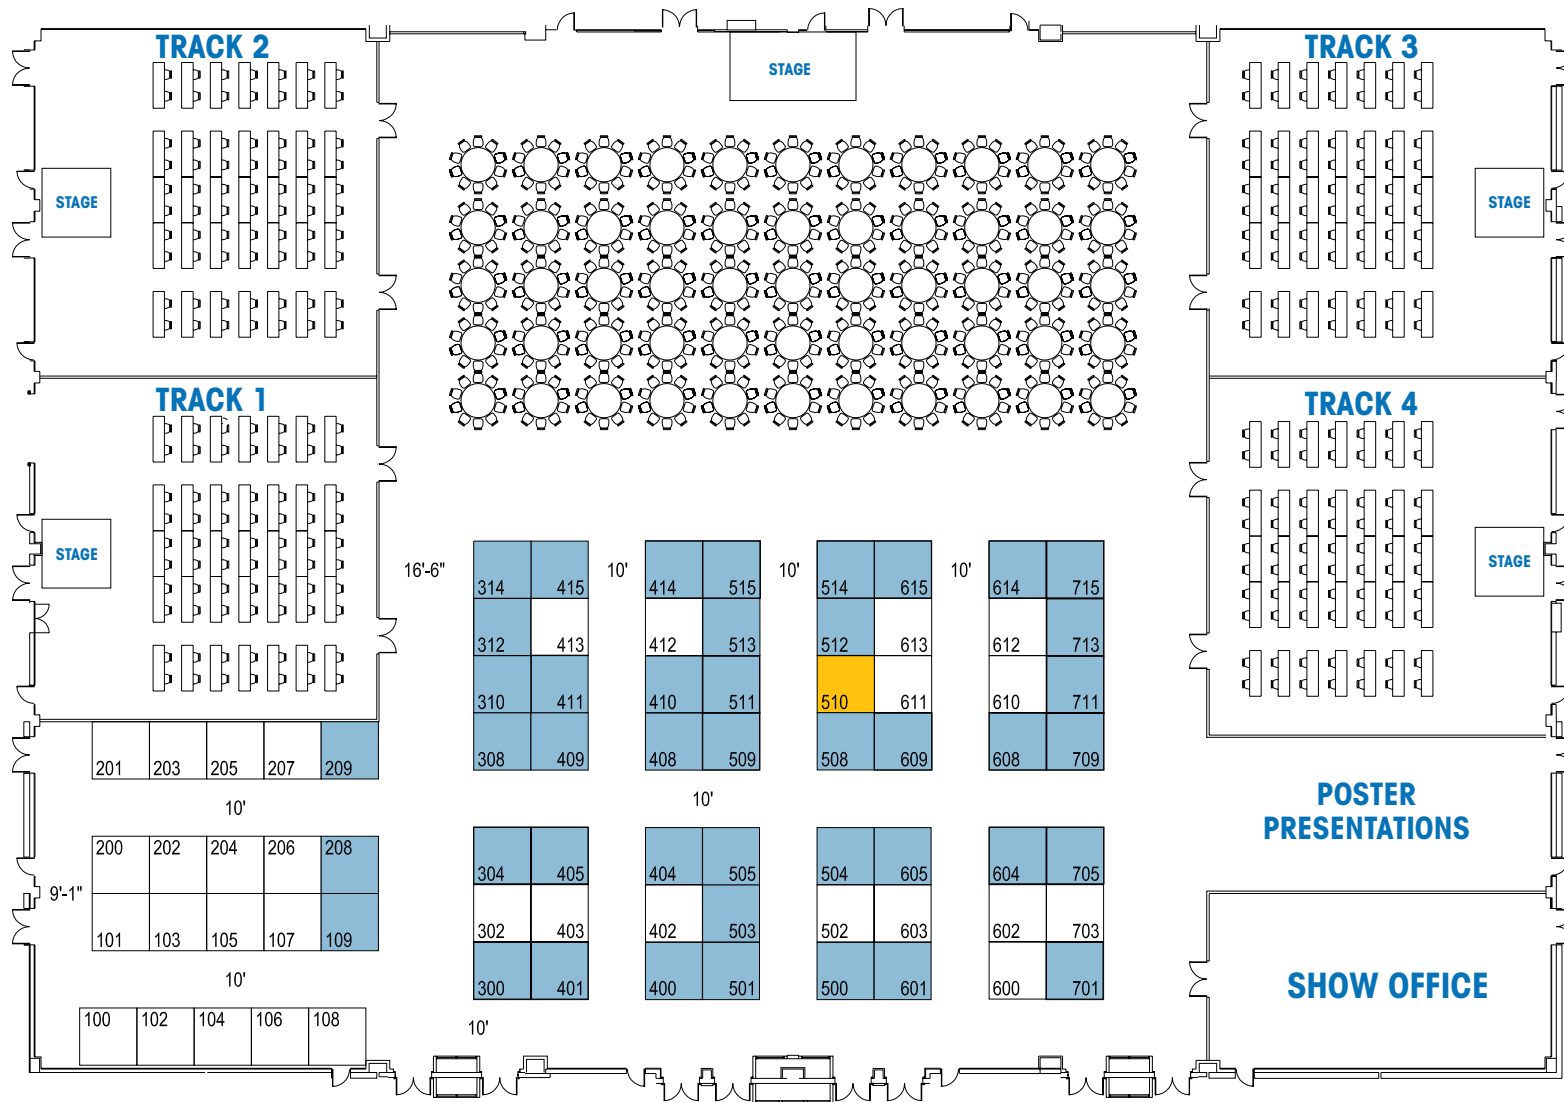 TRACK 2
TRACK 3
STAGE
STAGE
STAGE
TRACK 1
TRACK 4
STAGE
STAGE
16'-6"
10'
10'
10'
314 415
414 515
514 615
614 715
312 413
412 513
512 613
612 713
310 411
410 511
510 611
610 711
308 409
408 509
508 609
608 709
201 203 205 207 209
10'
10'
POSTER
PRESENTATIONS
200 202 204 206 208
9'-1"
101 103 105 107 109
304 405
404 505
504 605
604 705
302 403
402 503
502 603
602 703
300 401
400 501
500 601
600 701
10'
SHOW OFFICE
100 102 104 106 108
10'